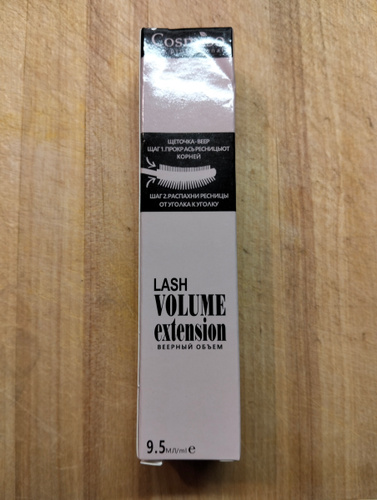 ЩЕТОЧКА-ВЕЕР
ЩАГ 1.ПРОКРАСЬ РЕСНИЦЫ ОТ
КОРНЕЙ
ШАГ 2.РАСПАХНИ РЕСНИЦЫ
ОТ УГОЛКА К УГОЛКУ
LASH
VOLUME
extension
ВЕЕРНЫЙ ОБЪЕМ
9.5 МЛ/ml e